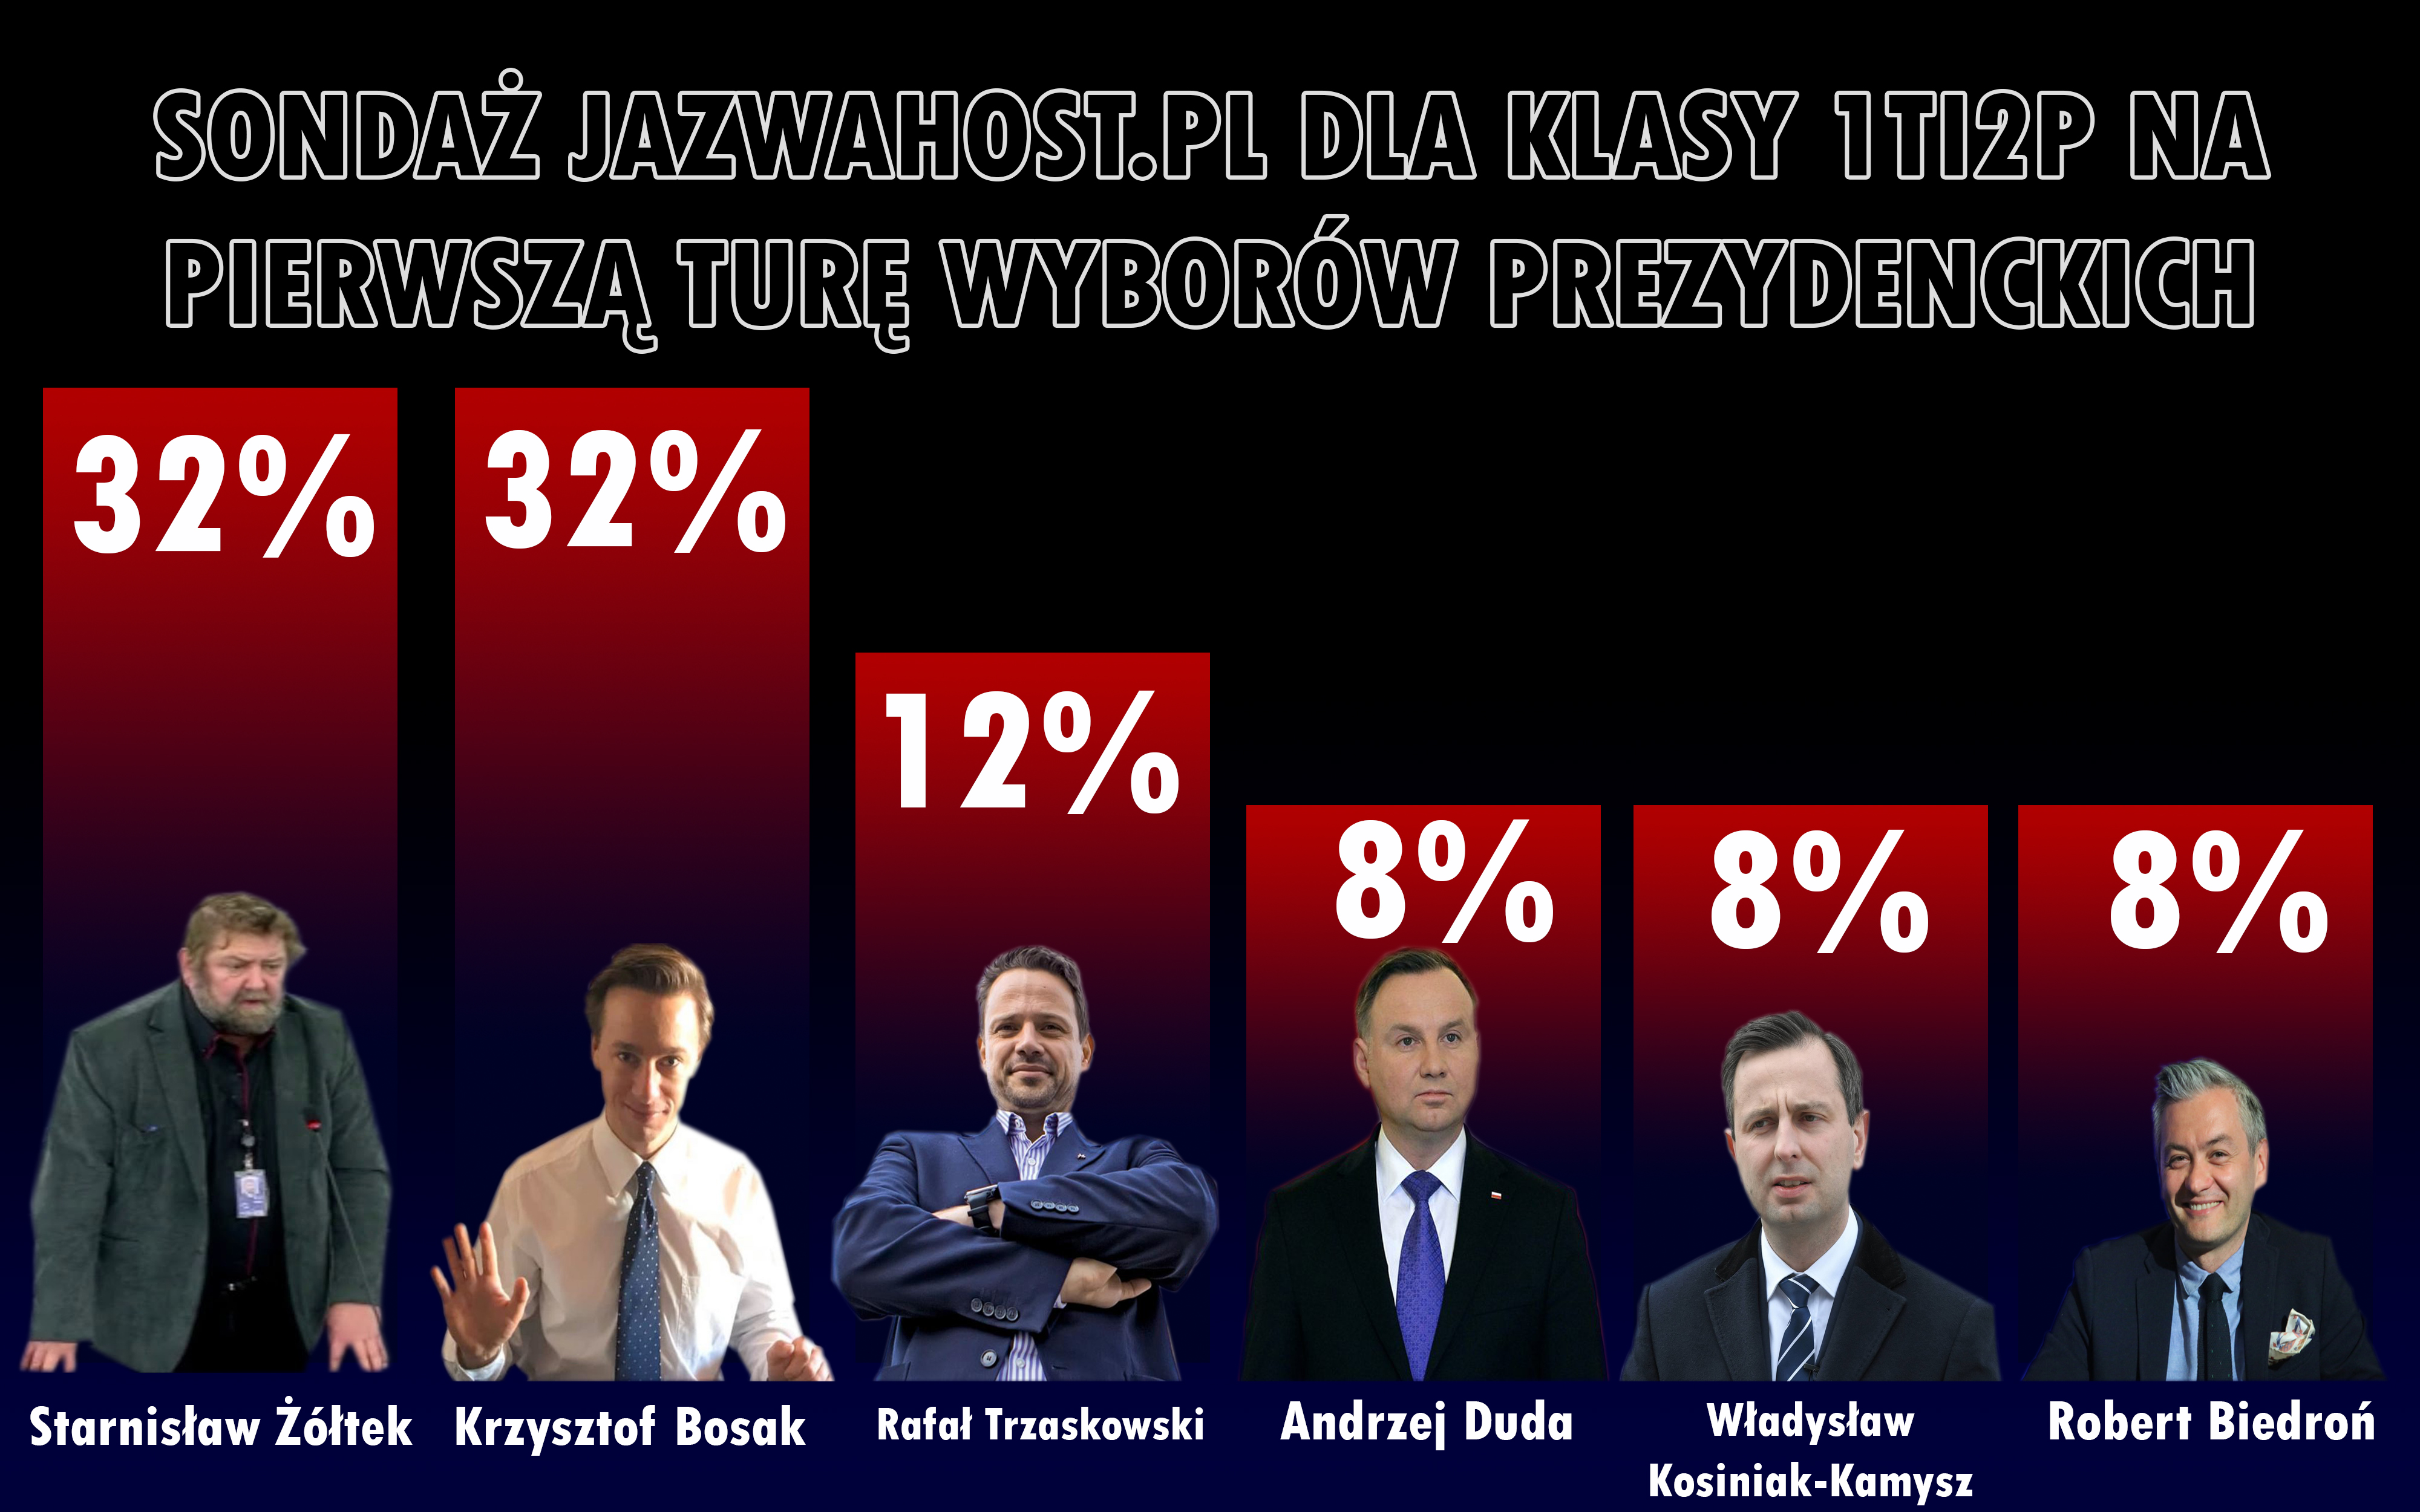 SONDAŻ JAZWAHOST.PL DLA KLASY 1TI2P NA
PIERWSZĄ TURĘ WYBORÓW PREZYDENCKICH
32%
32%
12%
8%
8%
8%
Starnisław Żółtek
Krzysztof Bosak
Rafał Trzaskowski
Andrzej Duda
Władysław
Kosiniak-Kamysz
Robert Biedroń